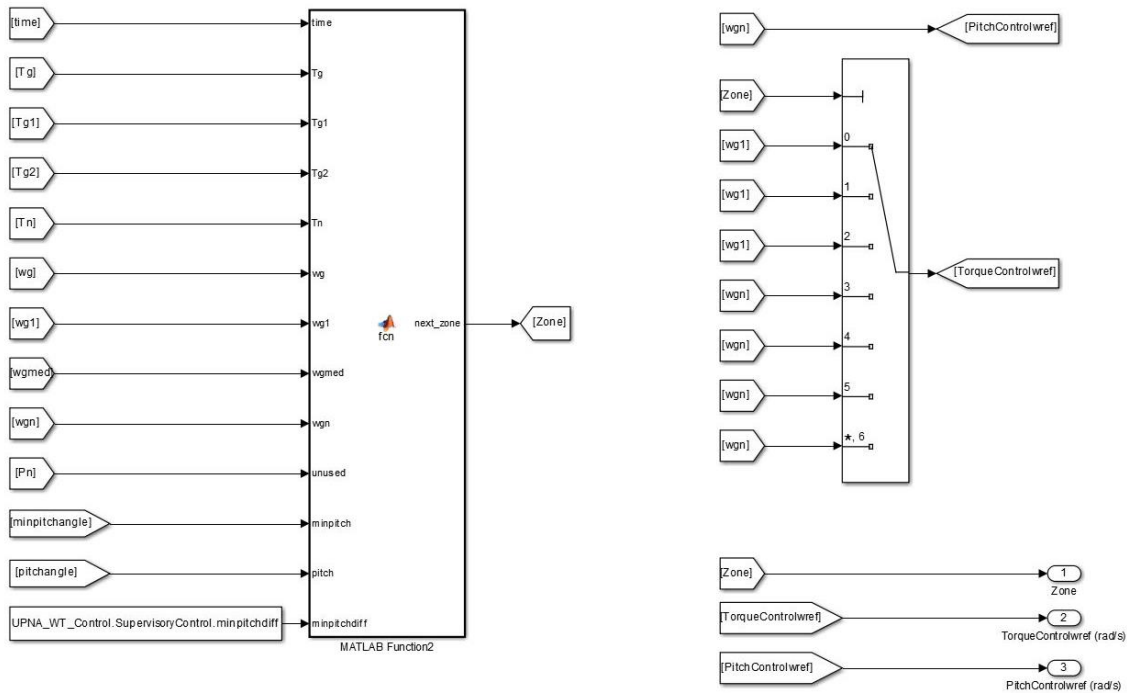 [time]
time
[Tg]
Tg
[Tg1]
Tg1
[Tg2]
Tg2
[Tn]
Tn
[wg]
wg
[wg1]
wg1
fcn
next_zone
[Zone]
[wgmed]
wgmed
[wgn]
wgn
[Pn]
unused
[minpitchangle]
minpitch
[pitchangle]
pitch
UPNA_WT_Control.SupervisoryControl.minpitchdiff
minpitchdiff
MATLAB Function2
[wgn]
[PitchControlwref]
[Zone]
[wg1]
0
[wg1]
1
[wg1]
2
[TorqueControlwref]
[wgn]
3
[wgn]
4
[wgn]
5
[wgn]
*, 6
[Zone]
1
Zone
[TorqueControlwref]
2
TorqueControlwref (rad/s)
[PitchControlwref]
3
PitchControlwref (rad/s)